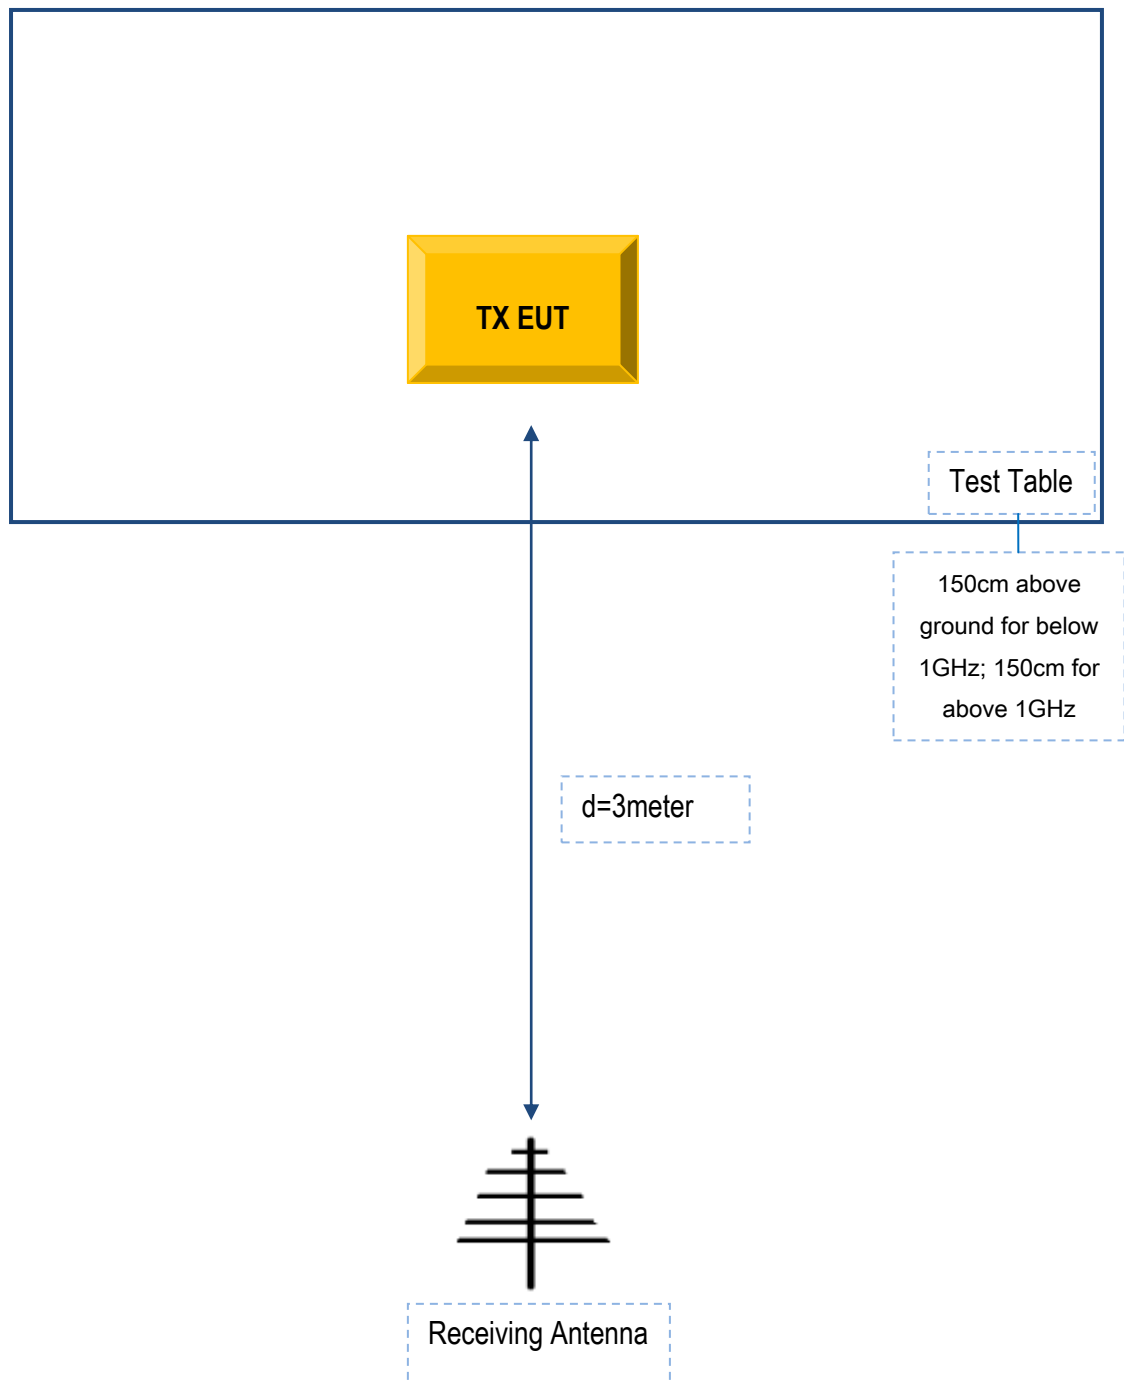 TX EUT
Test Table
150cm above
ground for below
1GHz; 150cm for
above 1GHz
d=3meter
Receiving Antenna